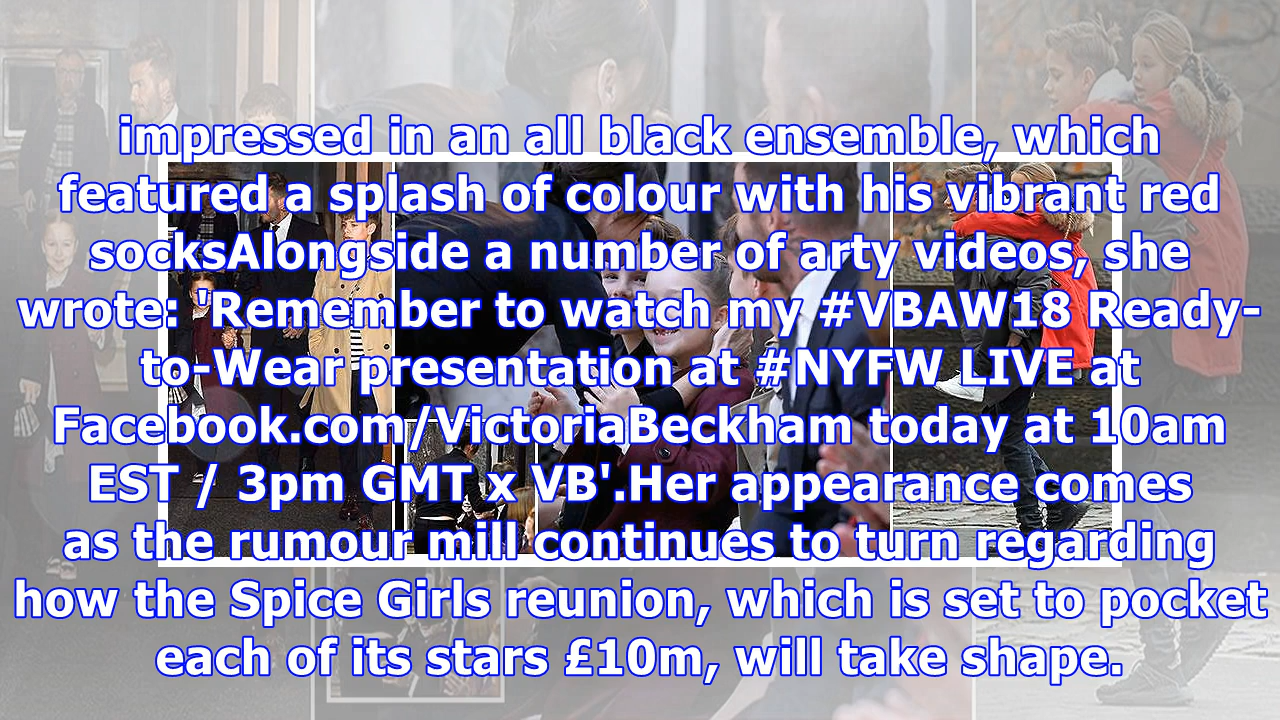 impressed in an all black ensemble, which
featured a splash of colour with his vibrant red
socksAlongside a number of arty videos, she
wrote: 'Remember to watch my #VBAW18 Ready-
to-Wear presentation at #NYFW LIVE at
Facebook.com/VictoriaBeckham today at 10am
EST / 3pm GMT x VB'.Her appearance comes
as the rumour mill continues to turn regarding
how the Spice Girls reunion, which is set to pocket
each of its stars £10m, will take shape.